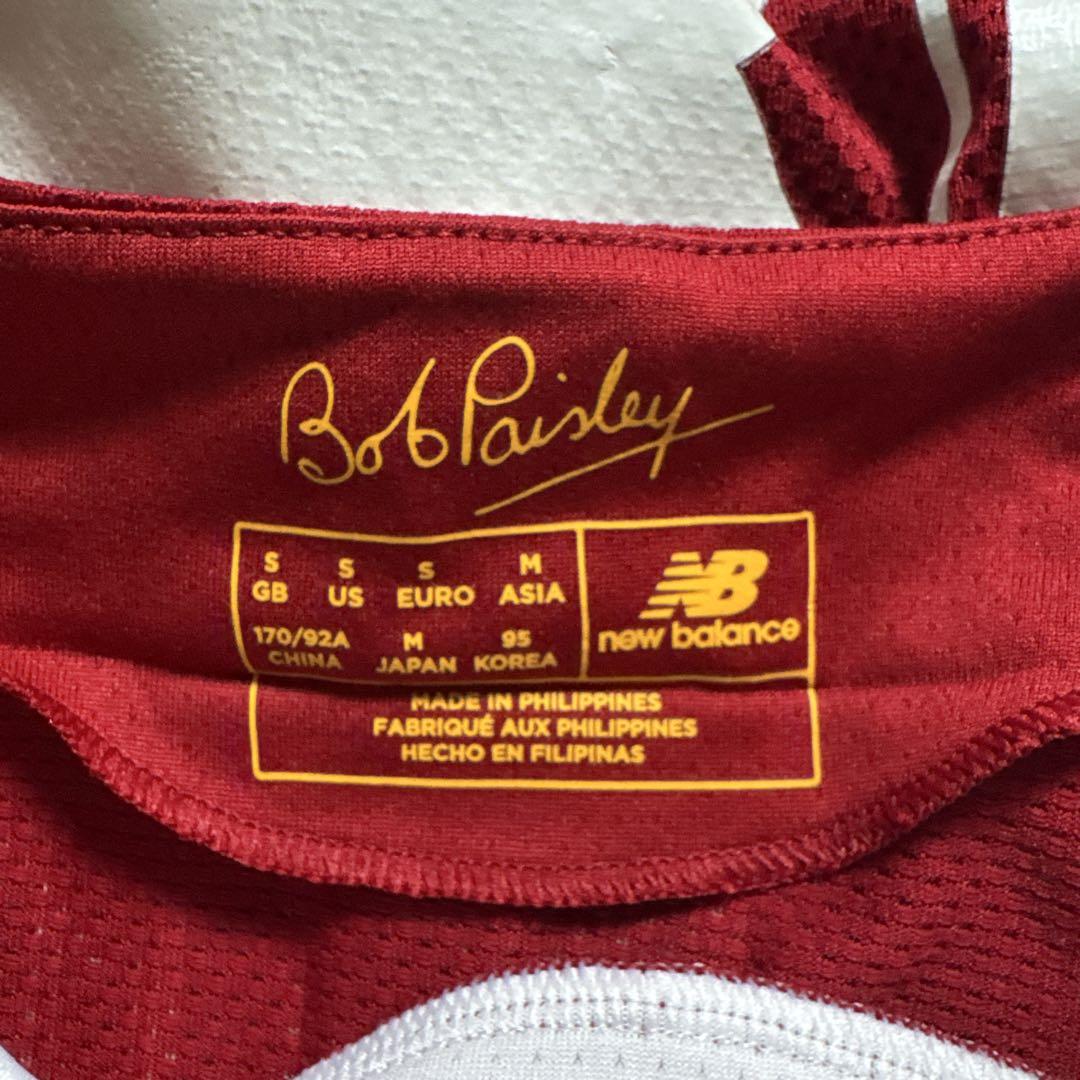 Bob Paisley
S S S M
GB US EURO ASIA
170/92A M 95
CHINA JAPAN KOREA
NB
new balance
MADE IN PHILIPPINES
FABRIQUÉ AUX PHILIPPINES
HECHO EN FILIPINAS